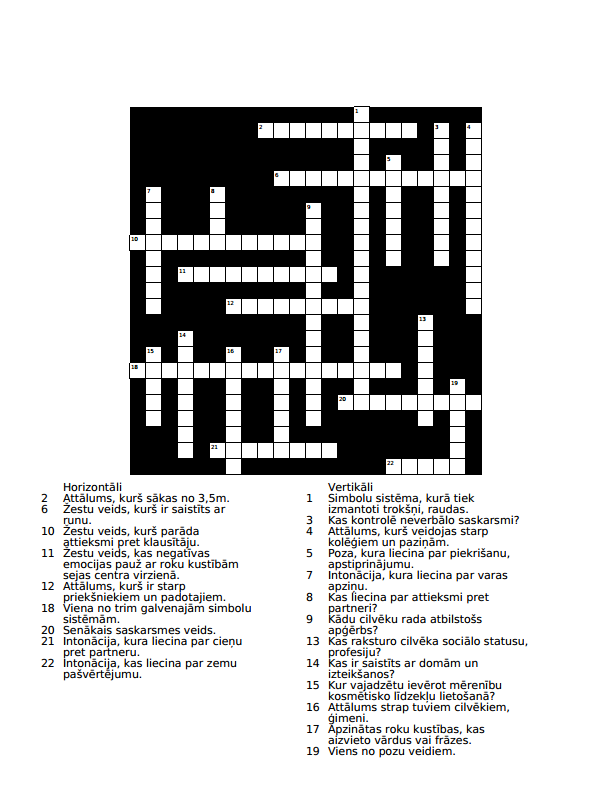 1
2
3
4
5
6
7
8
9
10
11
12
13
14
15
16
17
18
19
20
21
22
Horizontāli
2 Attālums, kurš sākas no 3,5m.
6 Žestu veids, kurš ir saistīts ar
runu.
10 Žestu veids, kurš parāda
attieksmi pret klausītāju.
11 Žestu veids, kas negatīvas
emocijas pauž ar roku kustībām
sejas centra virzienā.
12 Attālums, kurš ir starp
priekšniekiem un padotajiem.
18 Viena no trim galvenajām simbolu
sistēmām.
20 Senākais saskarsmes veids.
21 Intonācija, kura liecina par cieņu
pret partneru.
22 Intonācija, kas liecina par zemu
pašvērtējumu.
Vertikāli
1 Simbolu sistēma, kurā tiek
izmantoti trokšņi, raudas.
3 Kas kontrolē neverbālo saskarsmi?
4 Attālums, kurš veidojas starp
kolēģiem un paziņām.
5 Poza, kura liecina par piekrišanu,
apstiprinājumu.
7 Intonācija, kura liecina par varas
apziņu.
8 Kas liecina par attieksmi pret
partneri?
9 Kādu cilvēku rada atbilstošs
apģērbs?
13 Kas raksturo cilvēka sociālo statusu,
profesiju?
14 Kas ir saistīts ar domām un
izteikšanos?
15 Kur vajadzētu ievērot mērenību
kosmētisko līdzekļu lietošanā?
16 Attālums strap tuviem cilvēkiem,
ģimeni.
17 Apzinātas roku kustības, kas
aizvieto vārdus vai frāzes.
19 Viens no pozu veidiem.